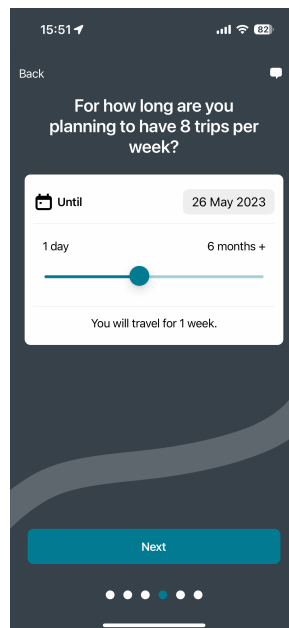 15:51
82
Back
For how long are you
planning to have 8 trips per
week?
Until
26 May 2023
1 day
6 months +
You will travel for 1 week.
Next